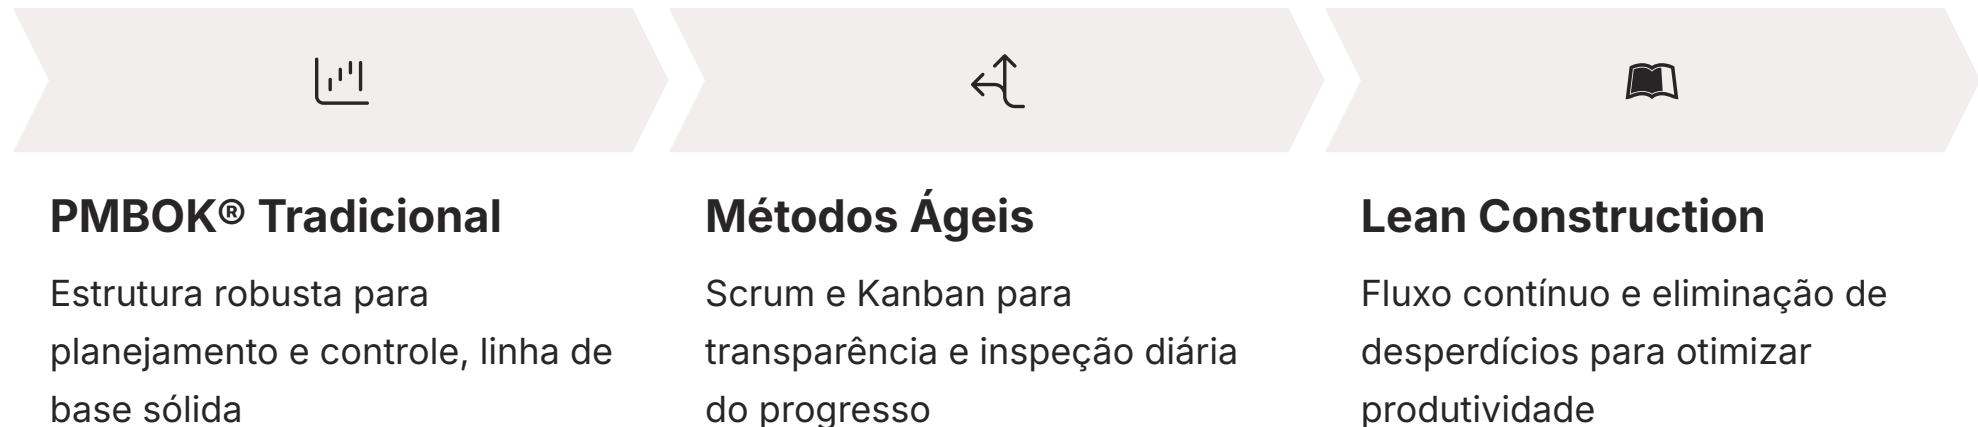 PMBOK® Tradicional
Estrutura robusta para
planejamento e controle, linha de
base sólida
Métodos Ágeis
Scrum e Kanban para
transparência e inspeção diária
do progresso
Lean Construction
Fluxo contínuo e eliminação de
desperdícios para otimizar
produtividade